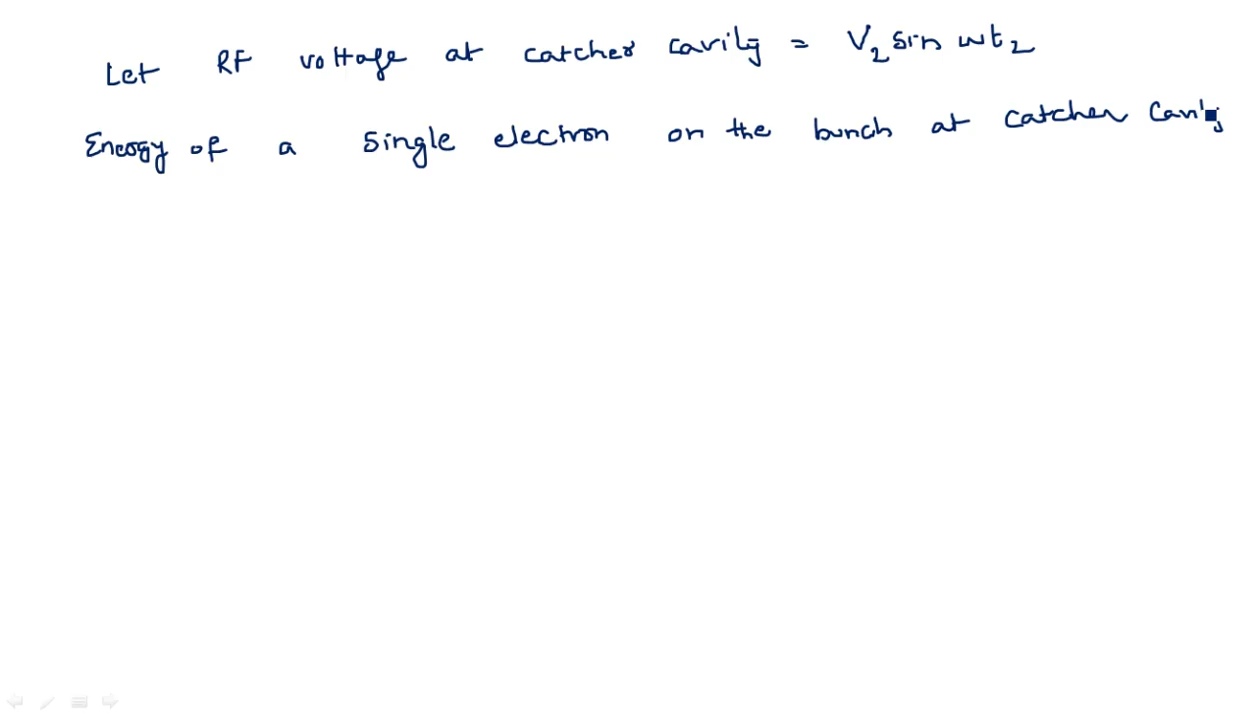 Let RF voltage at catcher cavity = V₂ sin ωt₂
Energy of a single electron on the bunch at catcher Cavity